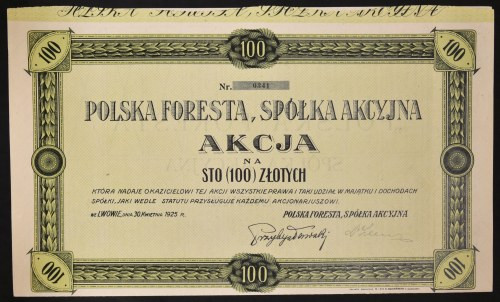 100 100 100
Nr. 0341
POLSKA FORESTA, SPÓŁKA AKCYJNA
AKCJA
NA
STO (100) ZŁOTYCH
KTÓRA NADAJE OKAZICIELOWI TEJ AKCJI WSZYSTKIE PRAWA I TAKI UDZIAŁ W MAJĄTKU I DOCHODACH
SPÓŁKI, JAKI WEDLE STATUTU PRZYSŁUGUJE KAŻDEMU AKCJONARJUSZOWI.
WE LWOWIE, DNIA 30 KWIETNIA 1925 R.
POLSKA FORESTA, SPÓŁKA AKCYJNA
100 100 100